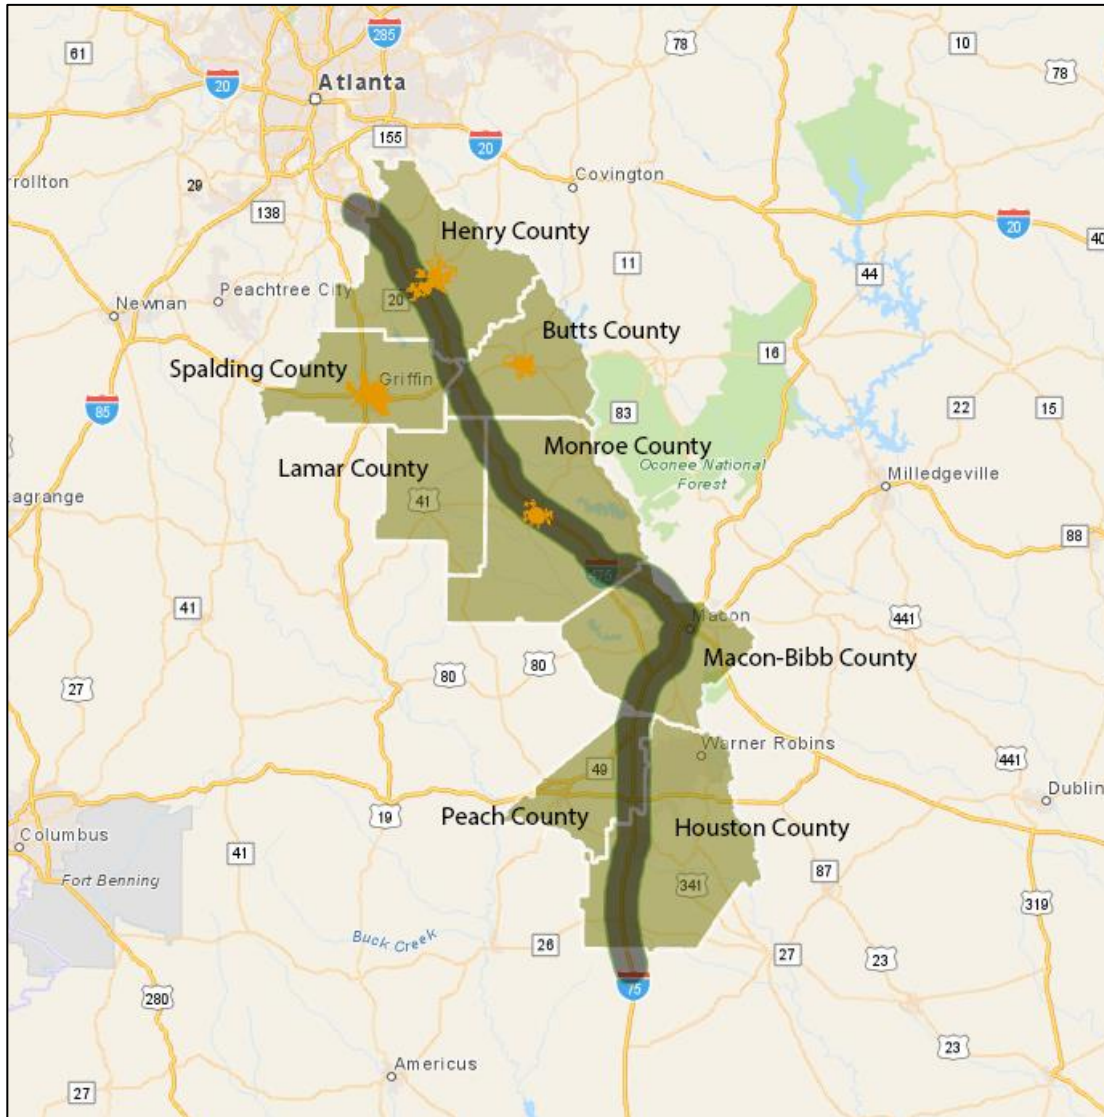 61
285
78
10
78
20
Atlanta
155
20
rrollton
29
Covington
138
Henry County
20
40
11
44
20
Newnan
Peachtree City
Butts County
16
Spalding County
Griffin
85
83
22
15
Monroe County
Lamar County
Oconee National
Forest
Milledgeville
Lagrange
41
88
475
41
441
Macon
80
80
Macon-Bibb County
27
Warner Robins
441
49
Dublin
19
Peach County
Houston County
Columbus
41
87
Fort Benning
341
319
Buck Creek
26
27
23
280
75
23
Americus
27